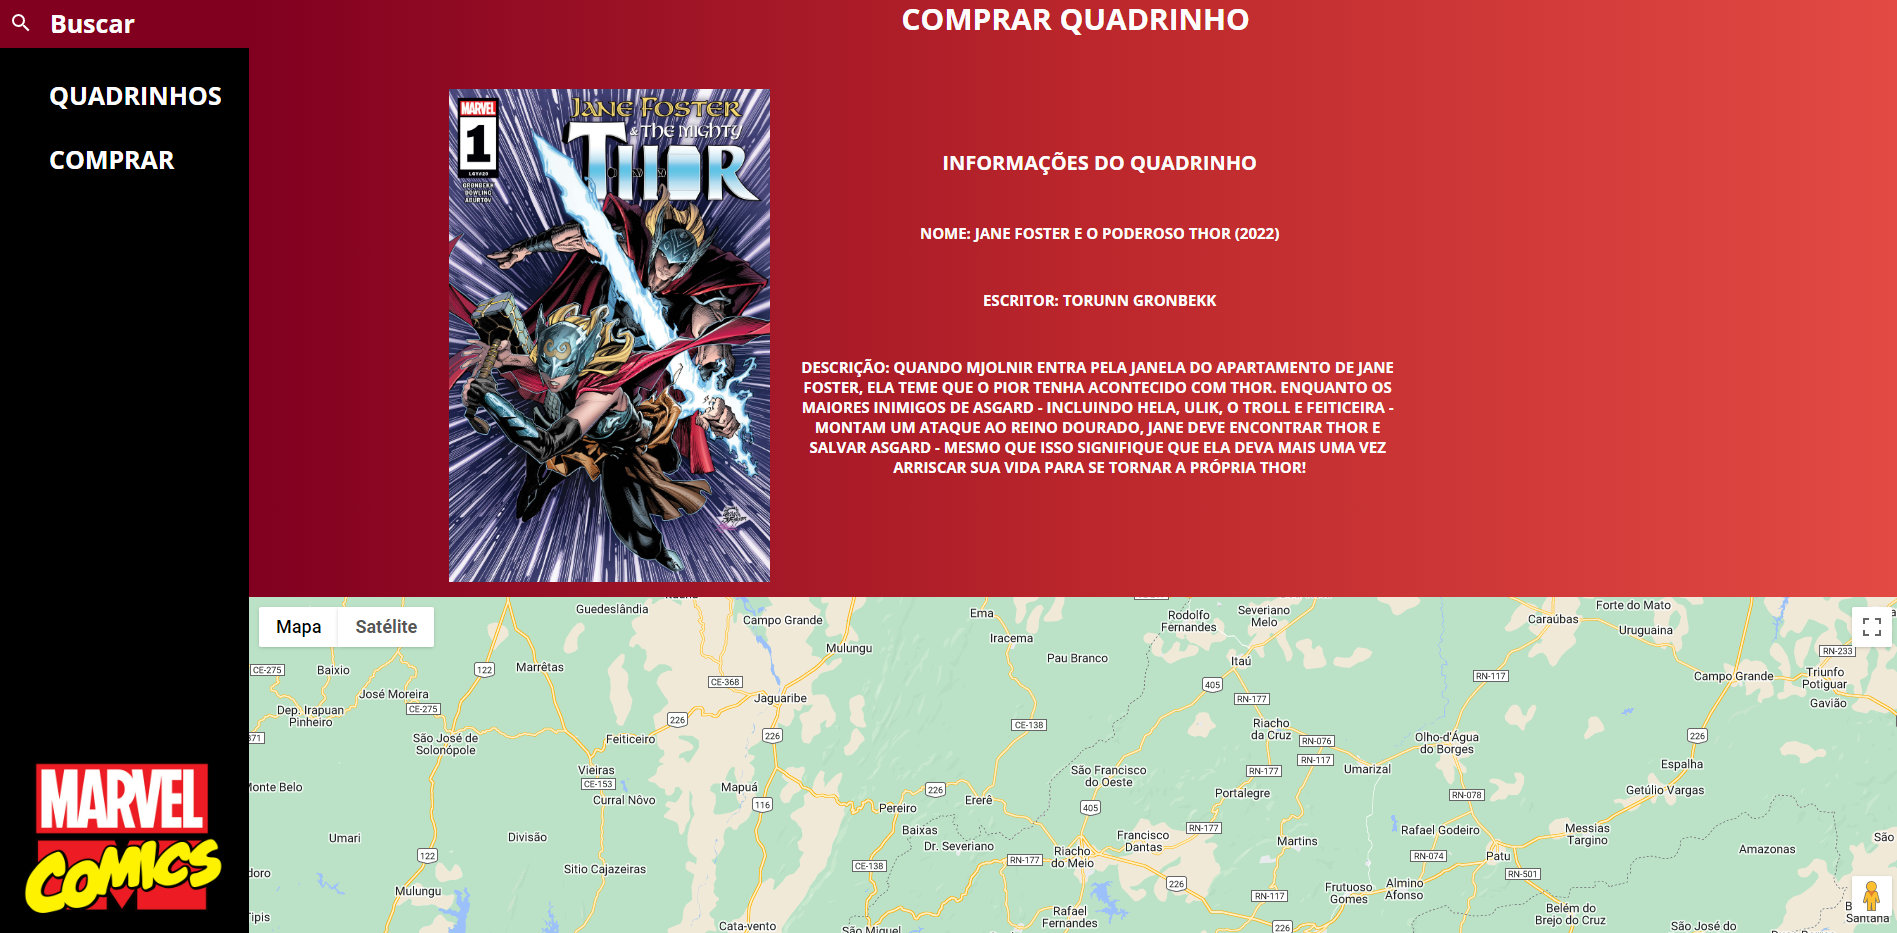 Buscar
QUADRINHOS
COMPRAR
MARVEL
COMICS
COMPRAR QUADRINHO
MARVEL
1
LGY#20
GRONBEKK
DOWLING
ABURTOV
JANE FOSTER
& THE MIGHTY
THOR
INFORMAÇÕES DO QUADRINHO
NOME: JANE FOSTER E O PODEROSO THOR (2022)
ESCRITOR: TORUNN GRONBEKK
DESCRIÇÃO: QUANDO MJOLNIR ENTRA PELA JANELA DO APARTAMENTO DE JANE
FOSTER, ELA TEME QUE O PIOR TENHA ACONTECIDO COM THOR. ENQUANTO OS
MAIORES INIMIGOS DE ASGARD - INCLUINDO HELA, ULIK, O TROLL E FEITICEIRA -
MONTAM UM ATAQUE AO REINO DOURADO, JANE DEVE ENCONTRAR THOR E
SALVAR ASGARD - MESMO QUE ISSO SIGNIFIQUE QUE ELA DEVA MAIS UMA VEZ
ARRISCAR SUA VIDA PARA SE TORNAR A PRÓPRIA THOR!
Mapa
Satélite
Guedeslândia
Campo Grande
Mulungu
Ema
Iracema
Pau Branco
Rodolfo
Fernandes
Severiano
Melo
Itaú
Caraúbas
Forte do Mato
Uruguaina
RN-233
CE-275
Baixio
122
Marrêtas
José Moreira
CE-275
CE-368
Jaguaribe
405
RN-177
RN-117
Campo Grande
Triunfo
Potiguar
Gavião
Dep. Irapuan
Pinheiro
226
CE-138
Riacho
da Cruz
371
São José de
Solonópole
Feiticeiro
226
RN-076
RN-117
Olho-d'Água
do Borges
226
Vieiras
CE-153
São Francisco
do Oeste
RN-177
Umarizal
Espalha
Monte Belo
Curral Nôvo
Mapuá
116
226
Ererê
Pereiro
405
Portalegre
RN-078
Getúlio Vargas
Umari
Divisão
Baixas
Dr. Severiano
Francisco
Dantas
RN-177
Rafael Godeiro
Messias
Targino
São
122
Sitio Cajazeiras
CE-138
RN-177
Riacho
do Meio
Martins
RN-074
Patu
Amazonas
RN-501
doro
Mulungu
226
RN-117
Frutuoso
Gomes
Almino
Afonso
Tipis
Cata-vento
São Miguel
Rafael
Fernandes
226
Belém do
Brejo do Cruz
São José do
Santana